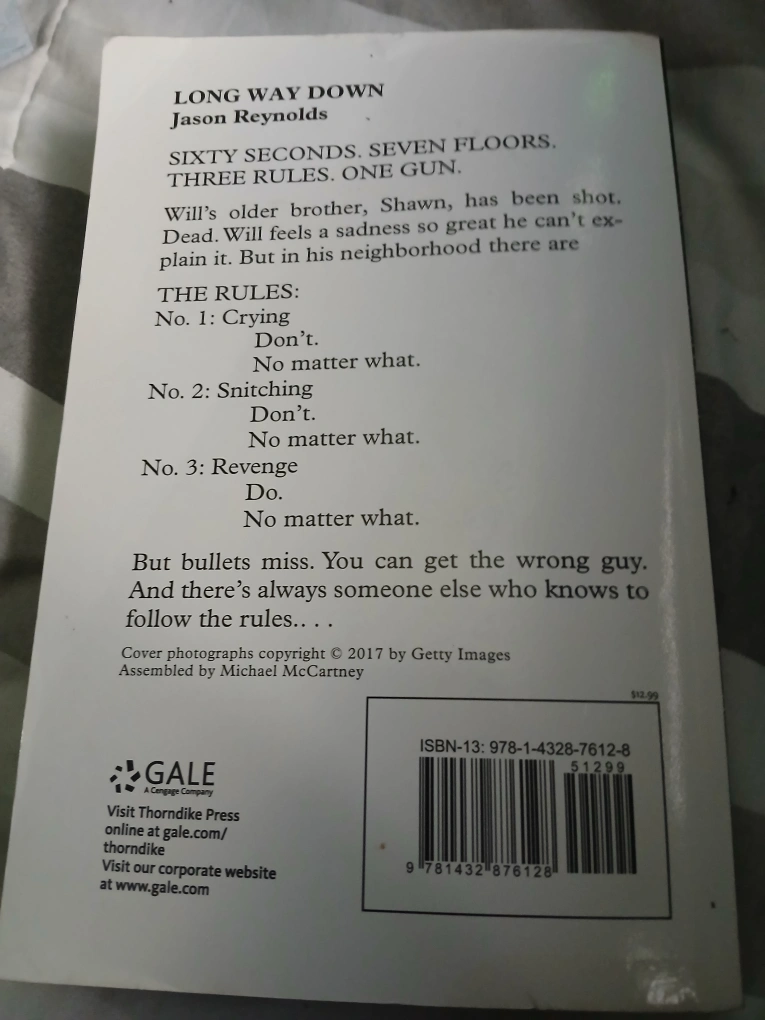 LONG WAY DOWN
Jason Reynolds
SIXTY SECONDS. SEVEN FLOORS.
THREE RULES. ONE GUN.
Will's older brother, Shawn, has been shot.
Dead. Will feels a sadness so great he can't ex-
plain it. But in his neighborhood there are
THE RULES:
No. 1: Crying
Don't.
No matter what.
No. 2: Snitching
Don't.
No matter what.
No. 3: Revenge
Do.
No matter what.
But bullets miss. You can get the wrong guy.
And there's always someone else who knows to
follow the rules.. . .
Cover photographs copyright © 2017 by Getty Images
Assembled by Michael McCartney
$12.99
ISBN-13: 978-1-4328-7612-8
51299
9 781432 876128
GALE
A Cengage Company
Visit Thorndike Press
online at gale.com/
thorndike
Visit our corporate website
at www.gale.com